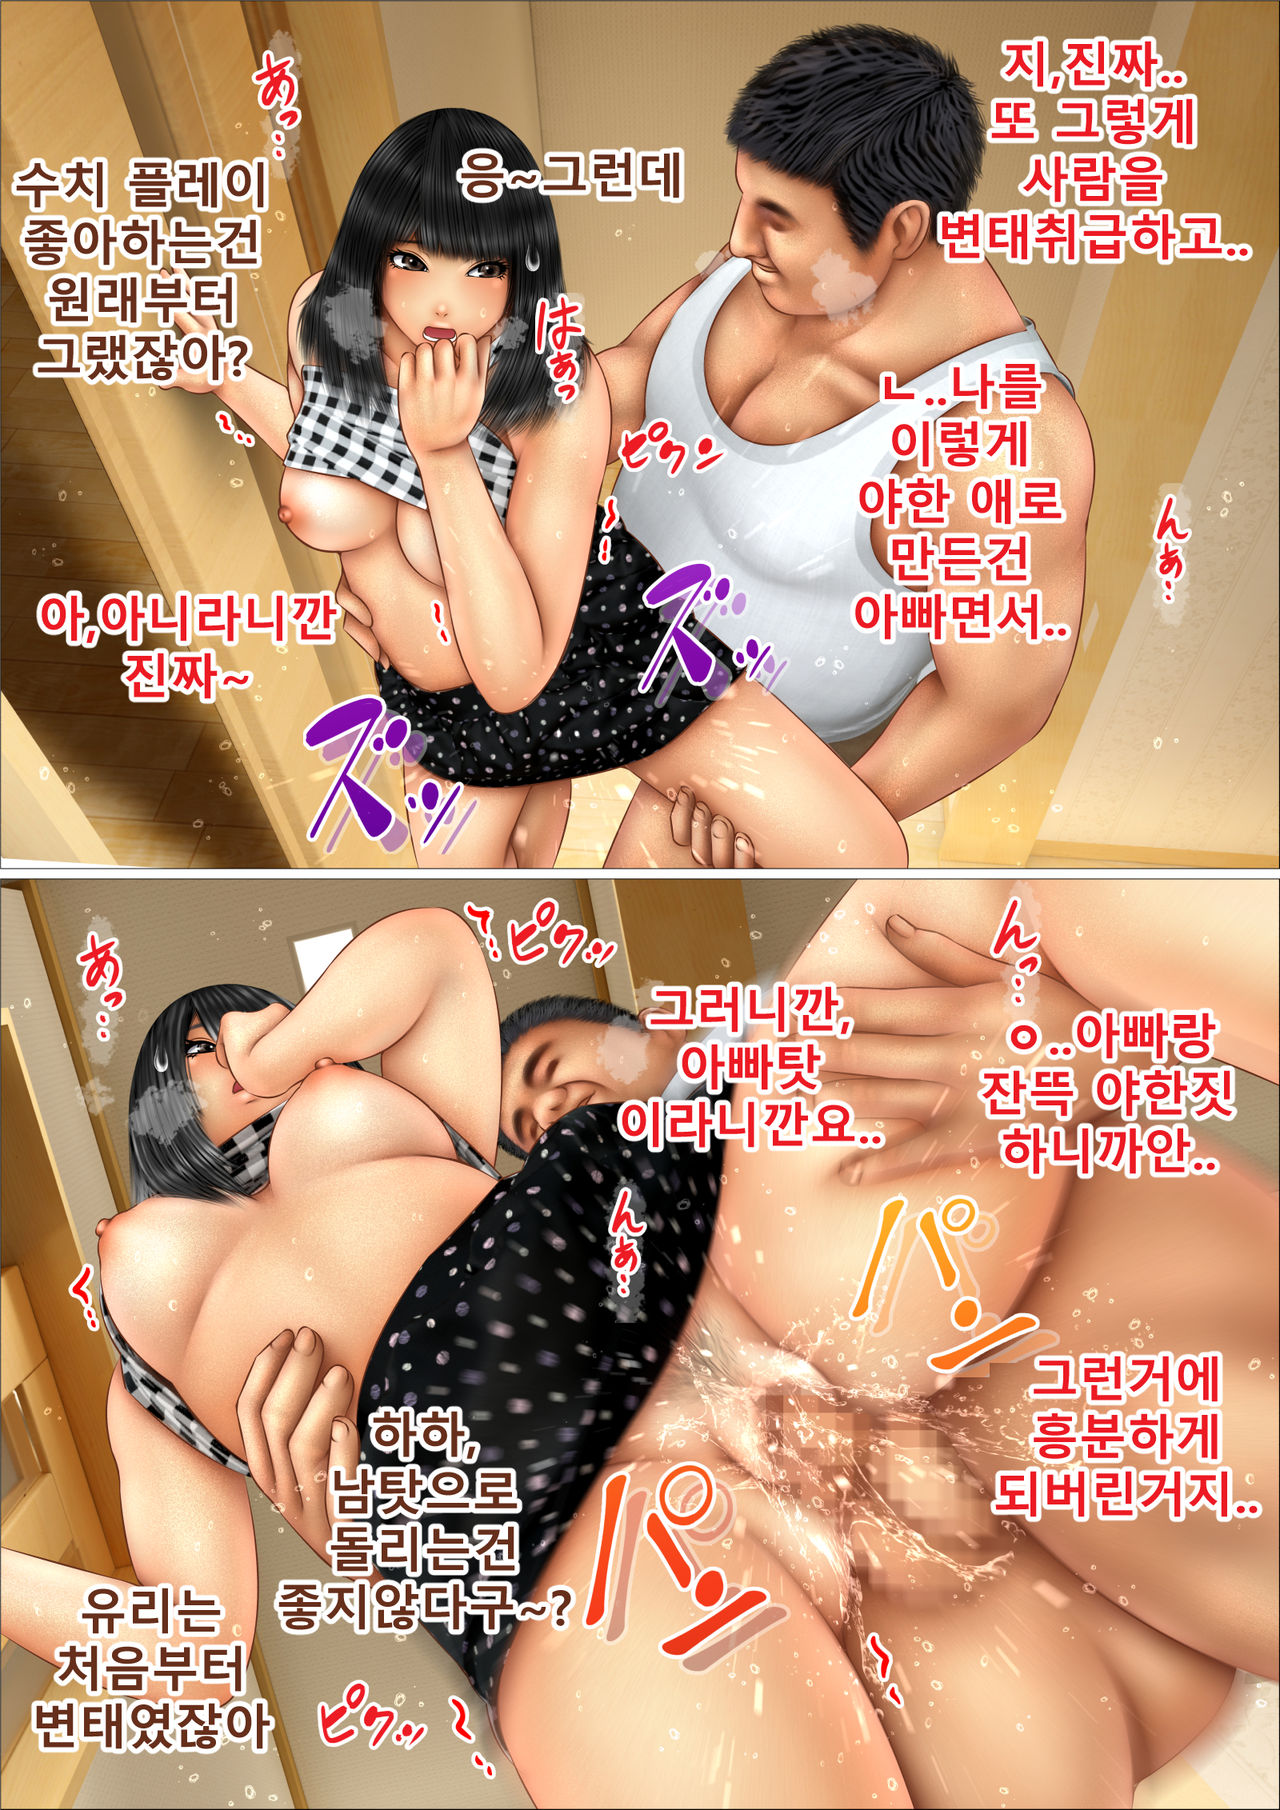 지,진짜..
또 그렇게
사람을
변태취급하고..
あっ…
응~그런데
수치 플레이
좋아하는건
원래부터
그랬잖아?
はぁっ
ピクン
ㄴ..나를
이렇게
야한 애로
만든건
아빠면서..
んぁ…
아,아니라니깐
진짜~
ズッ
ズッ
ピクッ
んっ…
あっ…
그러니깐,
아빠탓
이라니깐요..
ㅇ..아빠랑
잔뜩 야한짓
하니까안..
んぁ…
パン
그런거에
흥분하게
되버린거지..
하하,
남탓으로
돌리는건
좋지않다구~?
パン
유리는
처음부터
변태였잖아
ピクッ